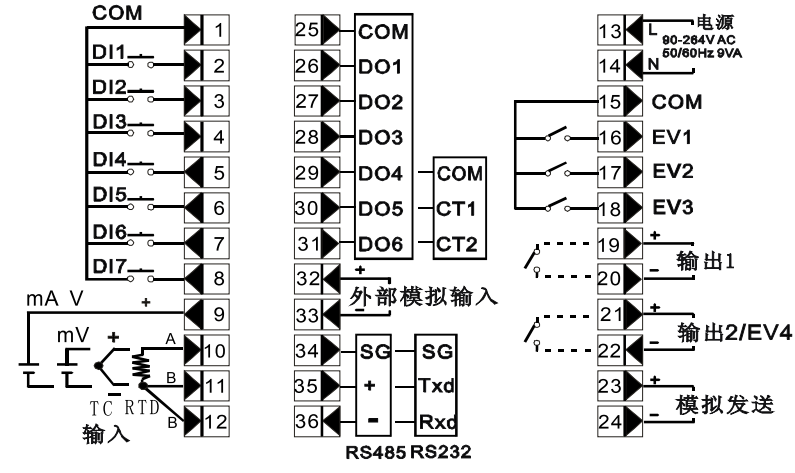 COM
1
DI1
2
DI2
3
DI3
4
DI4
5
DI5
6
DI6
7
DI7
8
mA V
+
9
mV
+
A
10
−
B
11
TC RTD
B
12
输入
25 COM
26 DO1
27 DO2
28 DO3
29 DO4 COM
30 DO5 CT1
31 DO6 CT2
32 +
外部模拟输入
33 −
34 SG SG
35 + Txd
36 - Rxd
RS485 RS232
13 L 电源
90-264V AC
50/60Hz 9VA
14 N
15 COM
16 EV1
17 EV2
18 EV3
19 +
输出1
20 −
21 +
输出2/EV4
22 −
23 +
模拟发送
24 −